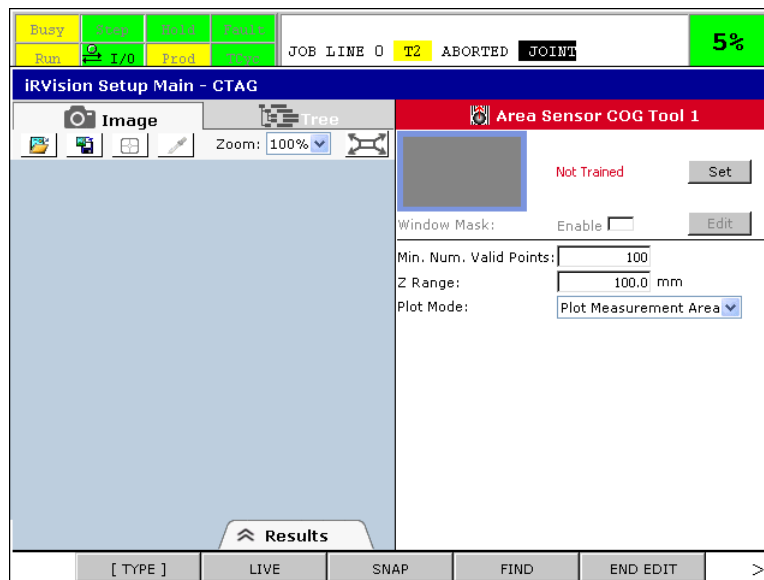 Busy Step Hold Fault
Run I/O Prod TCyc
JOB LINE 0 T2 ABORTED JOINT
5%
iRVision Setup Main - CTAG
Image Tree
Area Sensor COG Tool 1
Zoom: 100%
Not Trained Set
Window Mask: Enable Edit
Min. Num. Valid Points: 100
Z Range: 100.0 mm
Plot Mode: Plot Measurement Area
Results
[ TYPE ] LIVE SNAP FIND END EDIT >